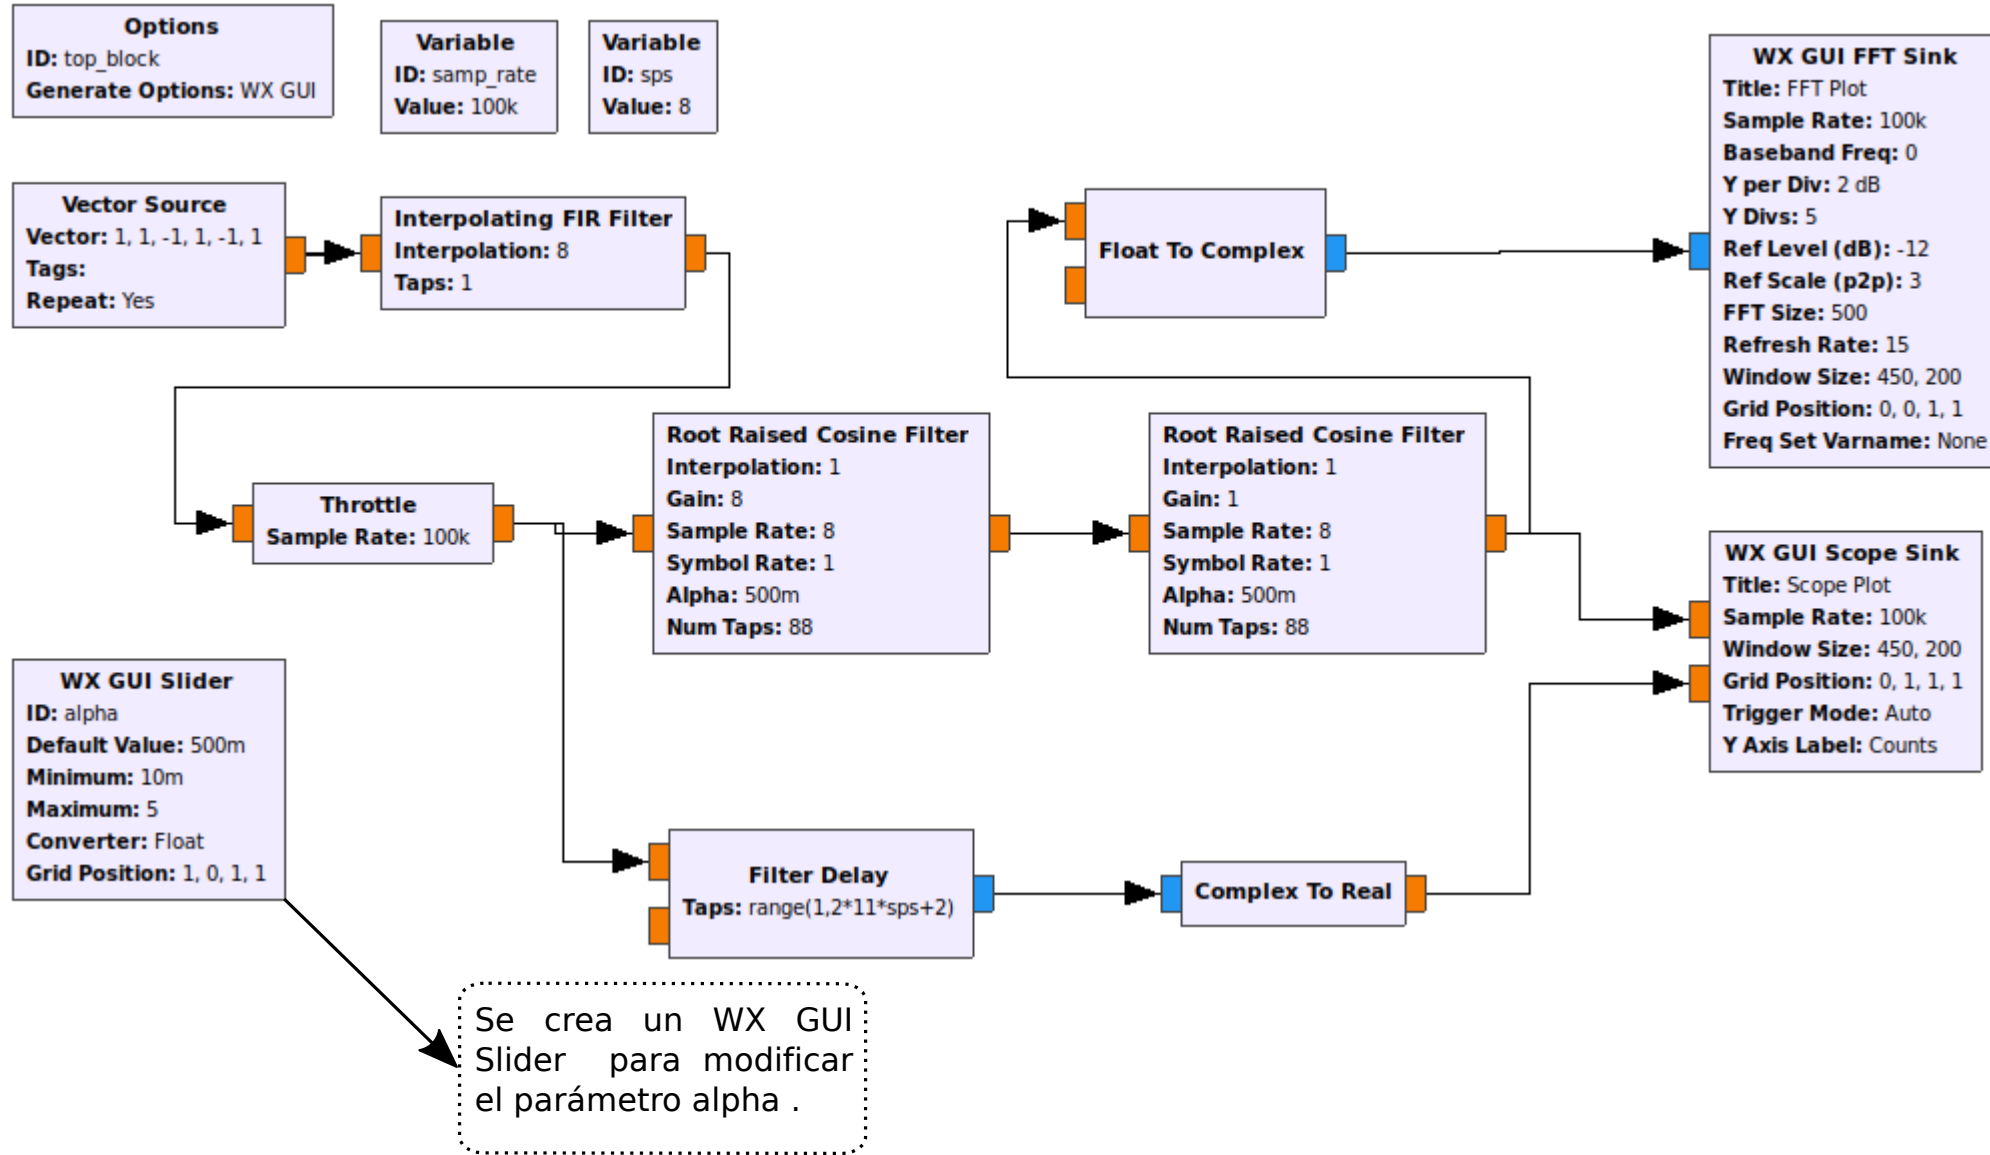 Options
ID: top_block
Generate Options: WX GUI
Variable
ID: samp_rate
Value: 100k
Variable
ID: sps
Value: 8
Vector Source
Vector: 1, 1, -1, 1, -1, 1
Tags:
Repeat: Yes
Interpolating FIR Filter
Interpolation: 8
Taps: 1
Float To Complex
WX GUI FFT Sink
Title: FFT Plot
Sample Rate: 100k
Baseband Freq: 0
Y per Div: 2 dB
Y Divs: 5
Ref Level (dB): -12
Ref Scale (p2p): 3
FFT Size: 500
Refresh Rate: 15
Window Size: 450, 200
Grid Position: 0, 0, 1, 1
Freq Set Varname: None
Throttle
Sample Rate: 100k
Root Raised Cosine Filter
Interpolation: 1
Gain: 8
Sample Rate: 8
Symbol Rate: 1
Alpha: 500m
Num Taps: 88
Root Raised Cosine Filter
Interpolation: 1
Gain: 1
Sample Rate: 8
Symbol Rate: 1
Alpha: 500m
Num Taps: 88
WX GUI Scope Sink
Title: Scope Plot
Sample Rate: 100k
Window Size: 450, 200
Grid Position: 0, 1, 1, 1
Trigger Mode: Auto
Y Axis Label: Counts
WX GUI Slider
ID: alpha
Default Value: 500m
Minimum: 10m
Maximum: 5
Converter: Float
Grid Position: 1, 0, 1, 1
Filter Delay
Taps: range(1,2*11*sps+2)
Complex To Real
Se crea un WX GUI
Slider para modificar
el parámetro alpha .